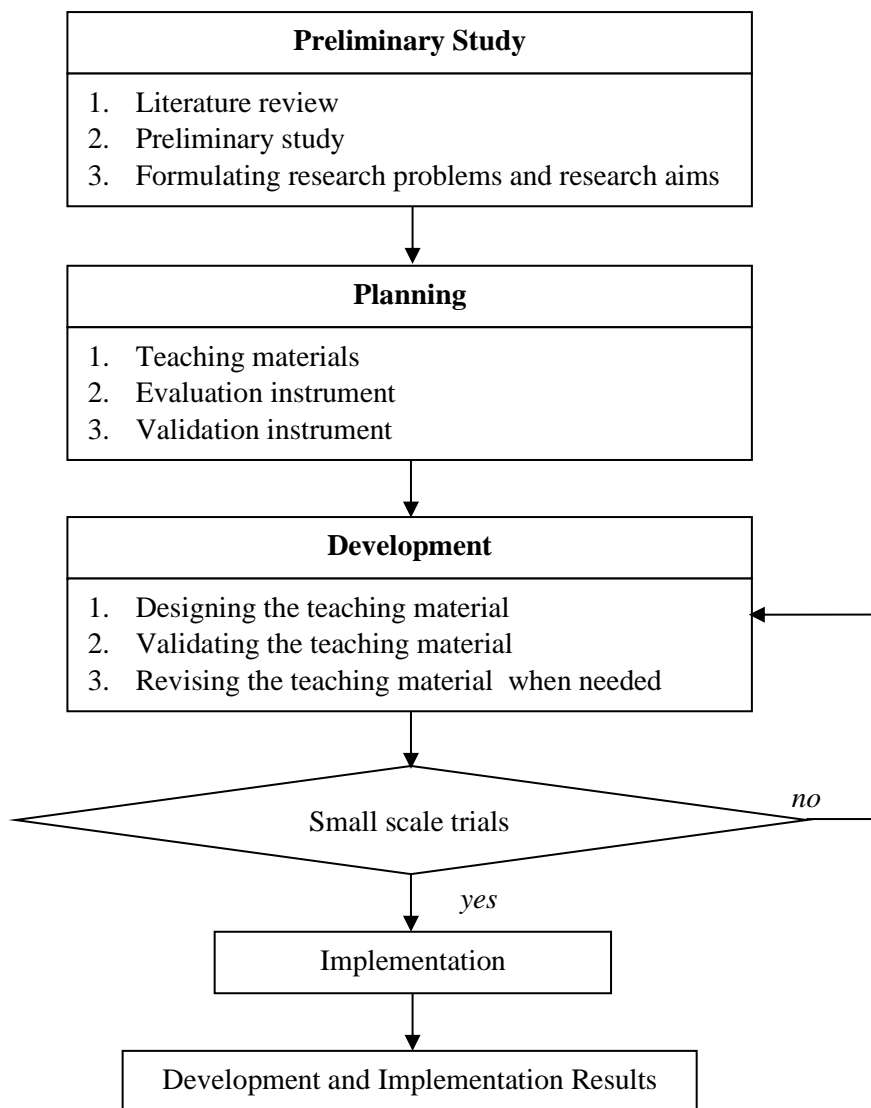 Preliminary Study
1. Literature review
2. Preliminary study
3. Formulating research problems and research aims
Planning
1. Teaching materials
2. Evaluation instrument
3. Validation instrument
Development
1. Designing the teaching material
2. Validating the teaching material
3. Revising the teaching material  when needed
Small scale trials
no
yes
Implementation
Development and Implementation Results